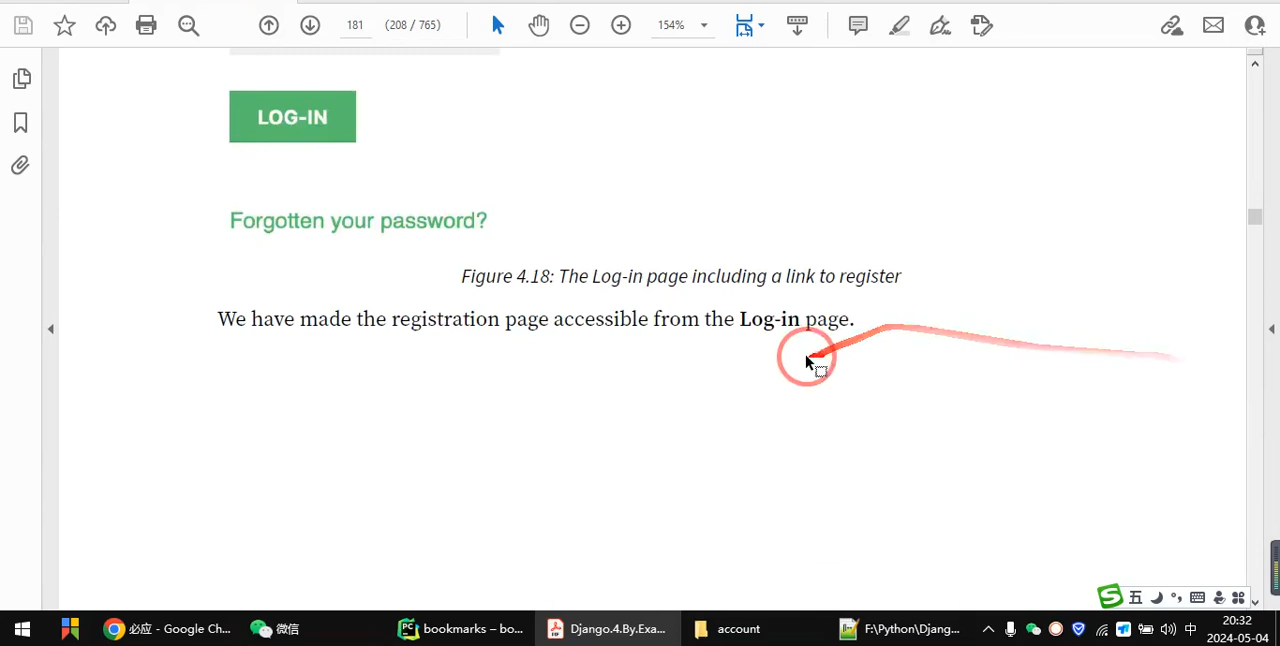 181 (208 / 765) 154%
LOG-IN
Forgotten your password?
Figure 4.18: The Log-in page including a link to register
We have made the registration page accessible from the Log-in page.
S 五
必应 - Google Ch...
微信
PC bookmarks – bo...
Django.4.By.Exa...
account
F:\Python\Djang...
中
20:32
2024-05-04